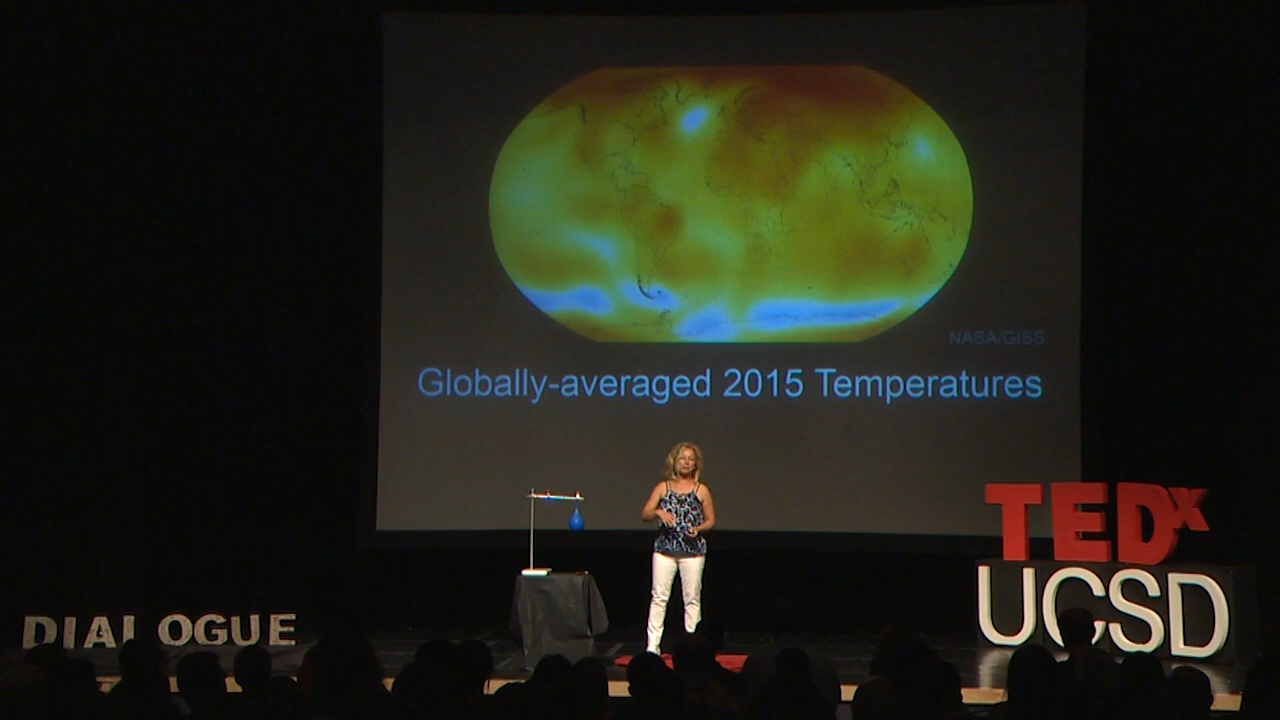 NASA/GISS
Globally-averaged 2015 Temperatures
TEDx
UCSD
DIALOGUE